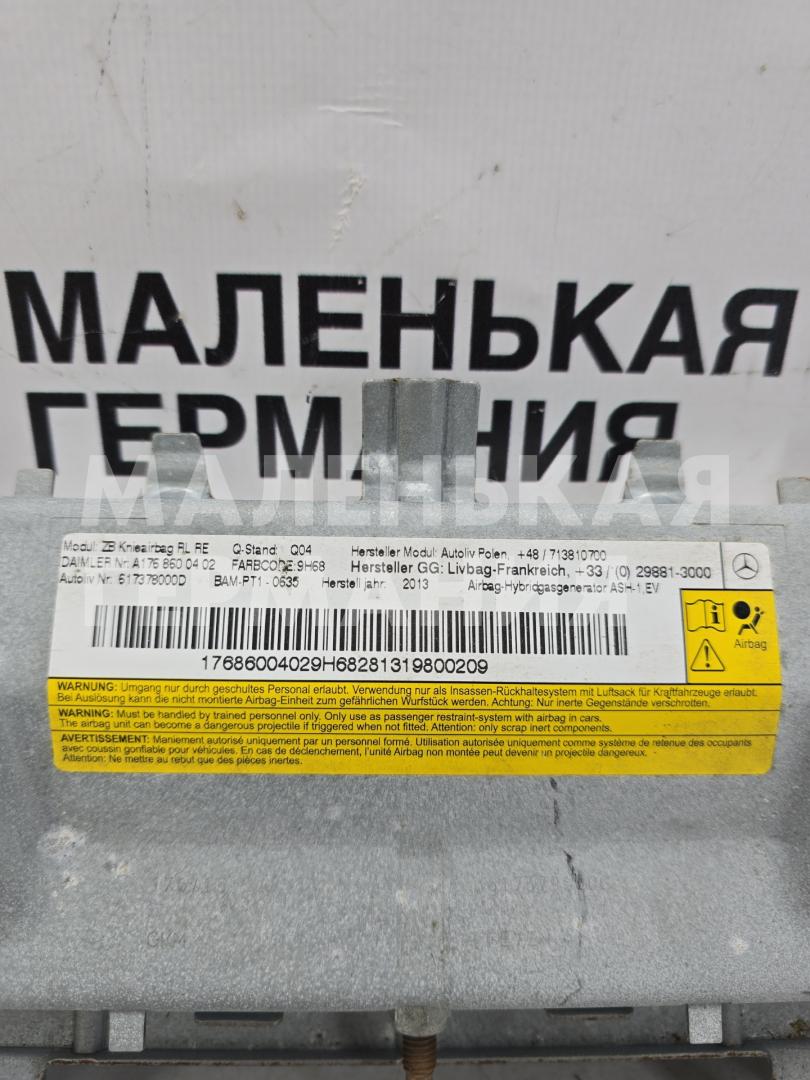 МАЛЕНЬКАЯ
ГЕРМАНИЯ
МАЛЕНЬКАЯ
ГЕРМАНИЯ
Modul: ZB Knieairbag RL RE Q-Stand: Q04 Hersteller Modul: Autoliv Polen, +48 / 713810700
DAIMLER Nr: A176 860 04 02 FARBCODE: 9H68 Hersteller GG: Livbag-Frankreich, +33 / (0) 29881-3000
Autoliv Nr: 617378000D BAM-PT1 - 0635 Herstelljahr: 2013 Airbag-Hybridgasgenerator ASH-1,EV
Airbag
17686004029H68281319800209
WARNUNG: Umgang nur durch geschultes Personal erlaubt. Verwendung nur als Insassen-Rückhaltesystem mit Luftsack für Kraftfahrzeuge erlaubt.
Bei Auslösung kann die nicht montierte Airbag-Einheit zum gefährlichen Wurfstück werden. Achtung: Nur inerte Gegenstände verschrotten.
WARNING: Must be handled by trained personnel only. Only use as passenger restraint-system with airbag in cars.
The airbag unit can become a dangerous projectile if triggered when not fitted. Attention: only scrap inert components.
AVERTISSEMENT: Maniement autorisé uniquement par un personnel formé. Utilisation autorisée uniquement comme système de retenue des occupants
avec coussin gonflable pour véhicules. En cas de déclenchement, l'unité Airbag non montée peut devenir un projectile dangereux.
Attention: Ne mettre au rebut que des pièces inertes.